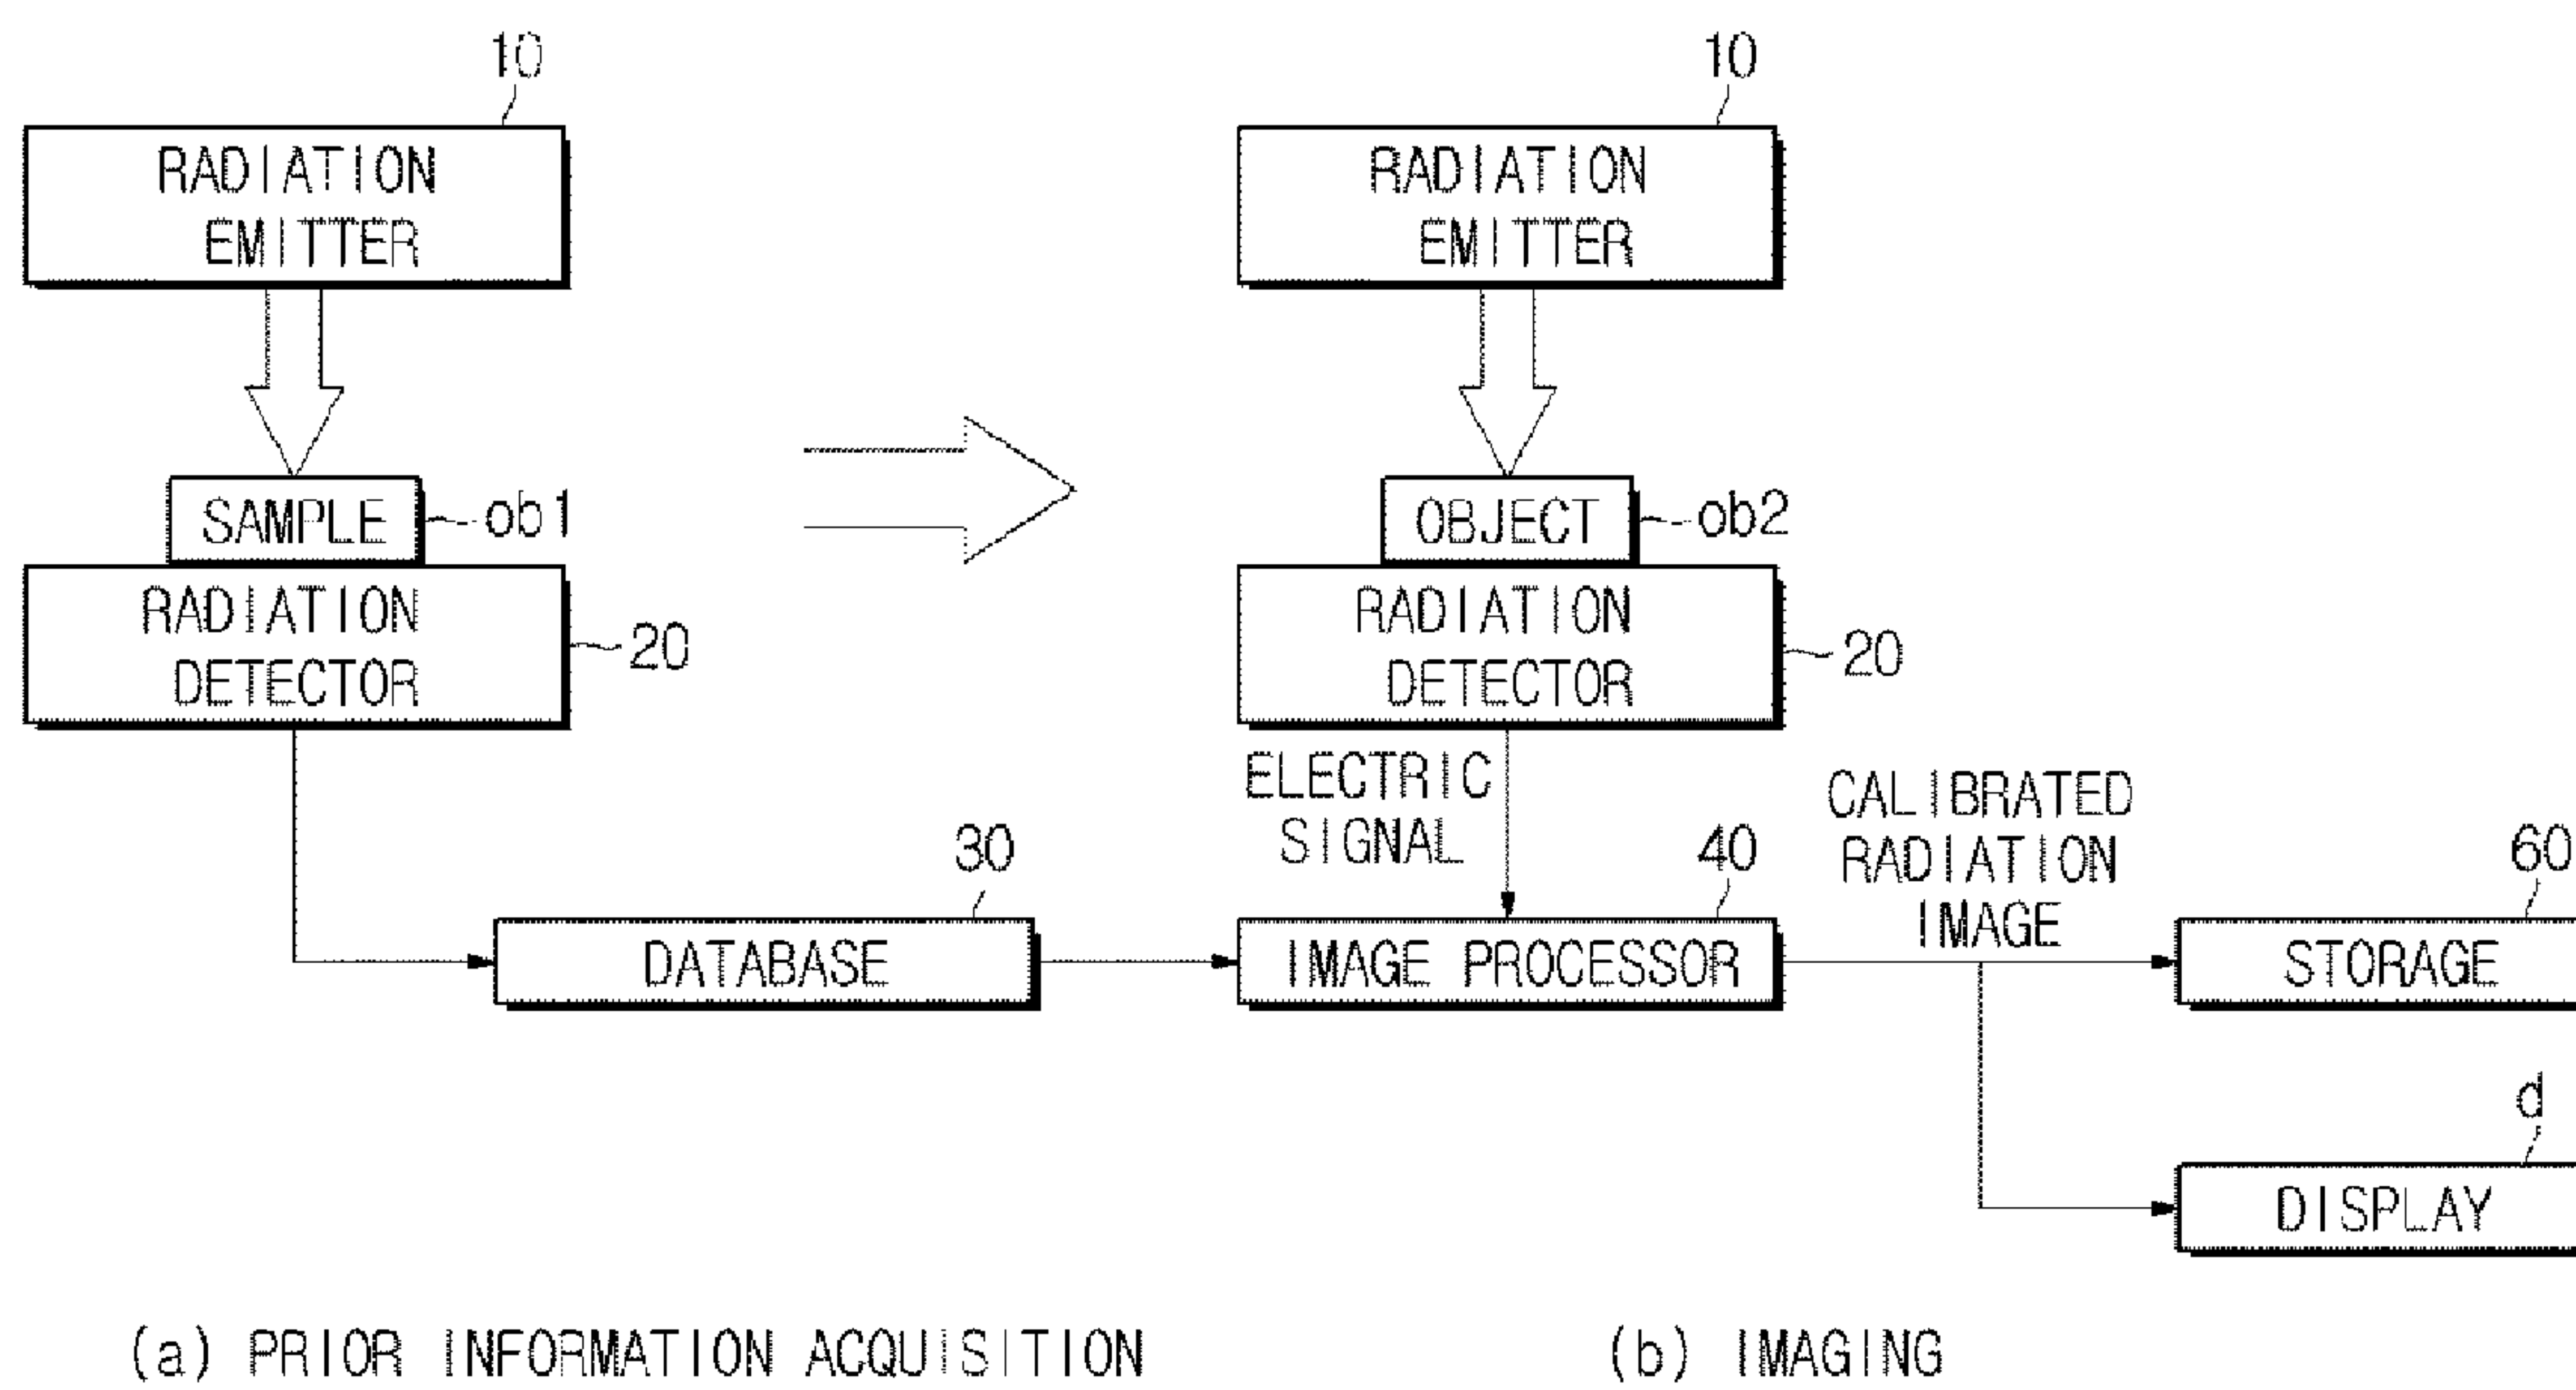 10
RADIATION
EMITTER
SAMPLE
ob1
RADIATION
DETECTOR
20
30
DATABASE
(a) PRIOR INFORMATION ACQUISITION
10
RADIATION
EMITTER
OBJECT
ob2
RADIATION
DETECTOR
20
ELECTRIC
SIGNAL
40
IMAGE PROCESSOR
CALIBRATED
RADIATION
IMAGE
60
STORAGE
d
DISPLAY
(b) IMAGING